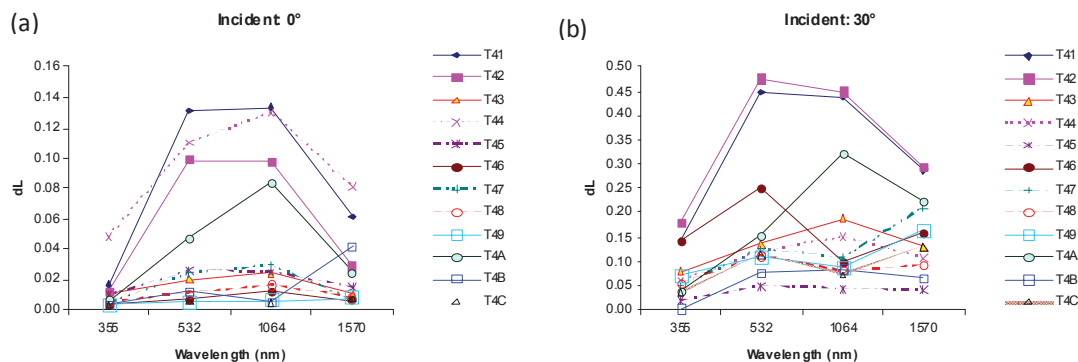 (a)
Incident: 0°
dL
0.16
0.14
0.12
0.10
0.08
0.06
0.04
0.02
0.00
355 532 1064 1570
Wavelength (nm)
T41
T42
T43
T44
T45
T46
T47
T48
T49
T4A
T4B
T4C
(b)
Incident: 30°
dL
0.50
0.45
0.40
0.35
0.30
0.25
0.20
0.15
0.10
0.05
0.00
355 532 1064 1570
Wavelength (nm)
T41
T42
T43
T44
T45
T46
T47
T48
T49
T4A
T4B
T4C